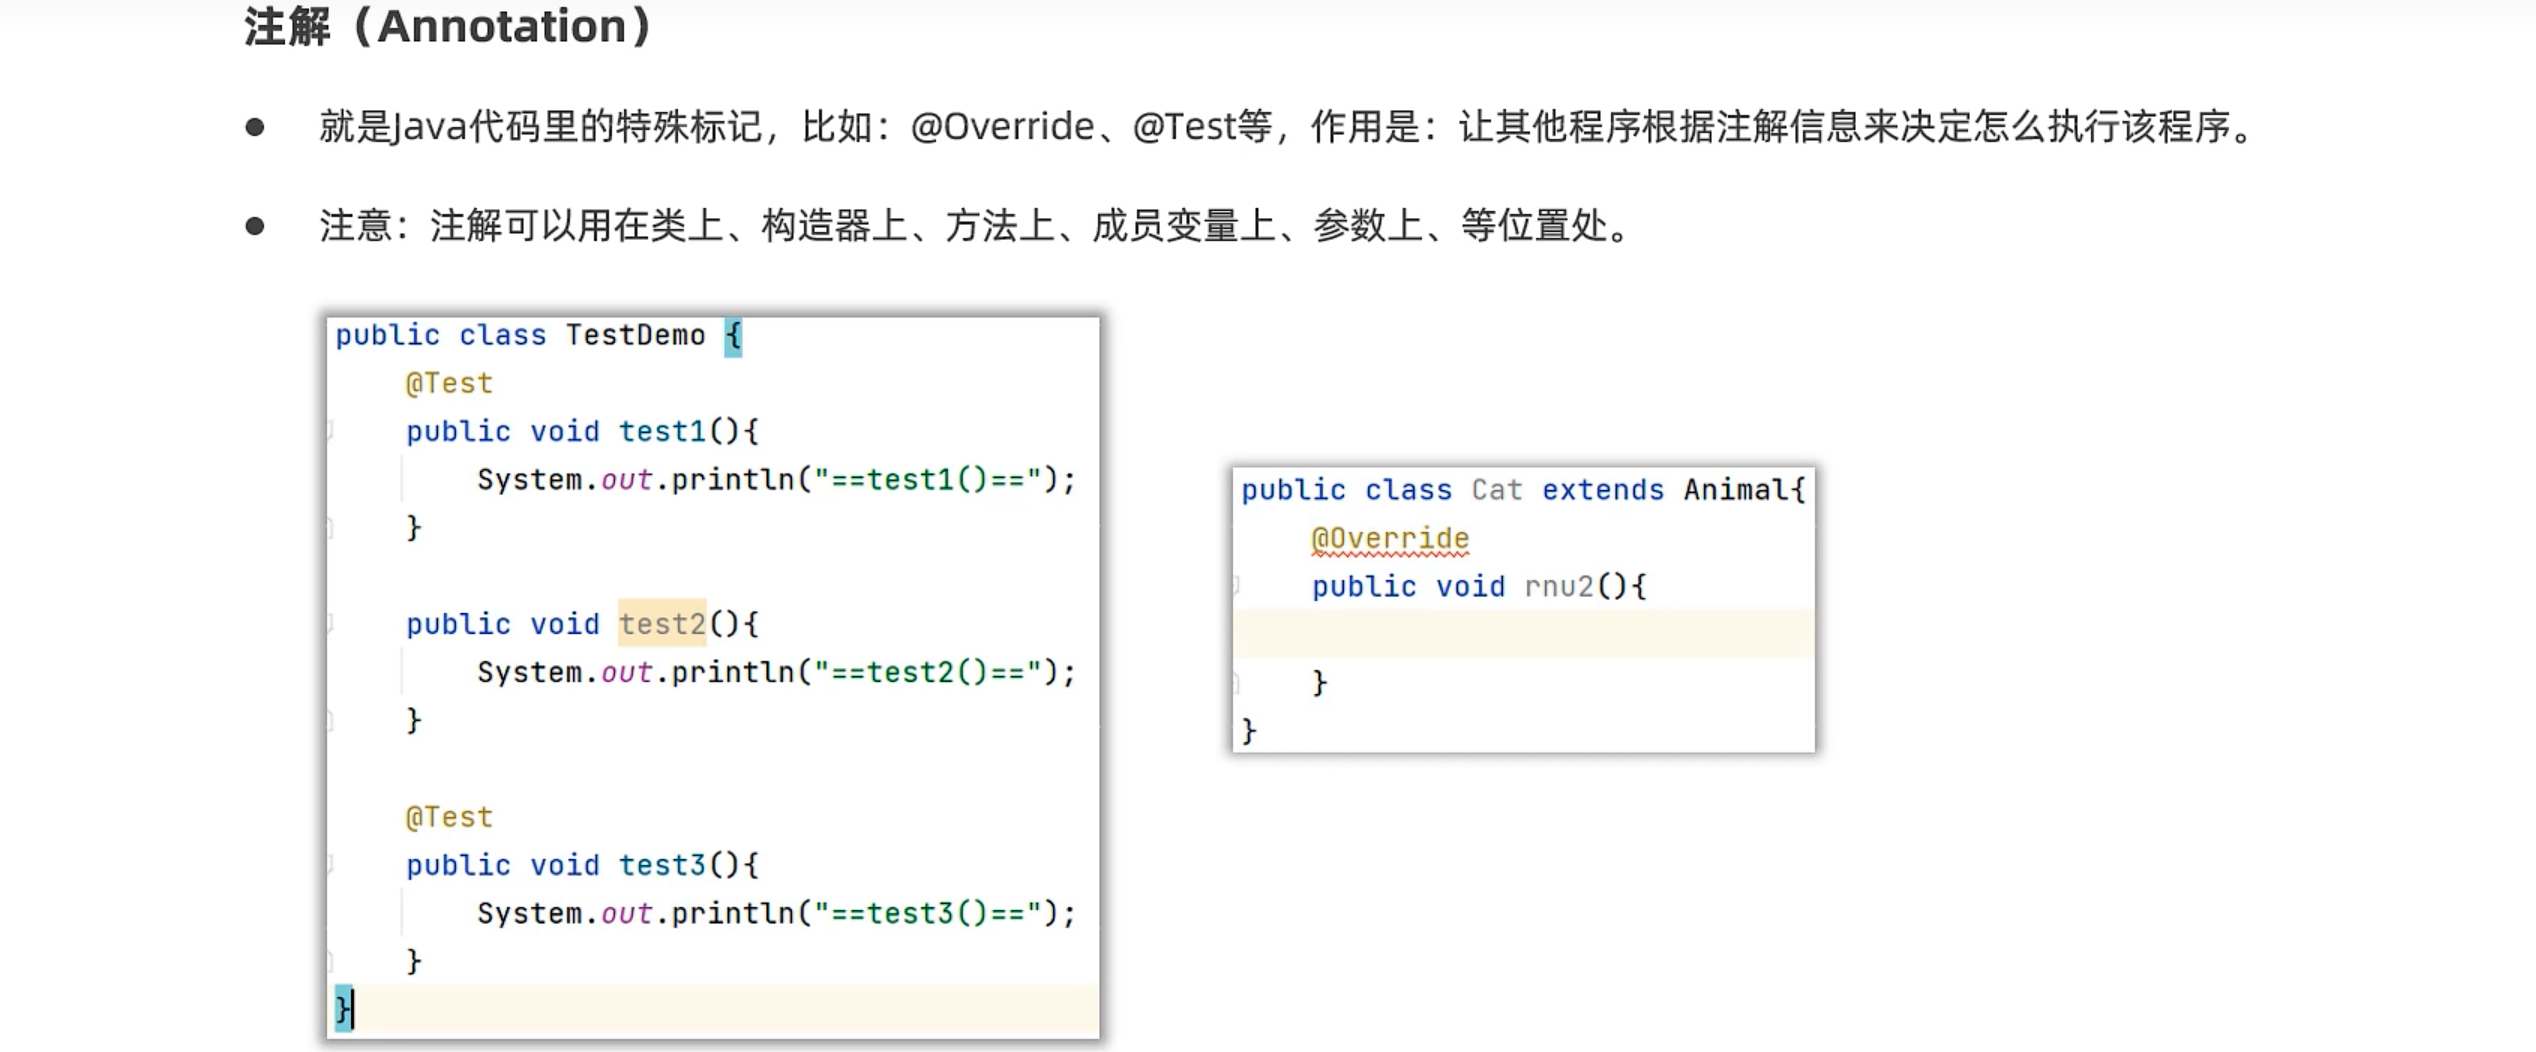 注解（Annotation）
● 就是Java代码里的特殊标记，比如：@Override、@Test等，作用是：让其他程序根据注解信息来决定怎么执行该程序。
● 注意：注解可以用在类上、构造器上、方法上、成员变量上、参数上、等位置处。
public class TestDemo {
    @Test
    public void test1(){
        System.out.println("==test1()==");
    }
    public void test2(){
        System.out.println("==test2()==");
    }
    @Test
    public void test3(){
        System.out.println("==test3()==");
    }
}
public class Cat extends Animal{
    @Override
    public void rnu2(){
    }
}